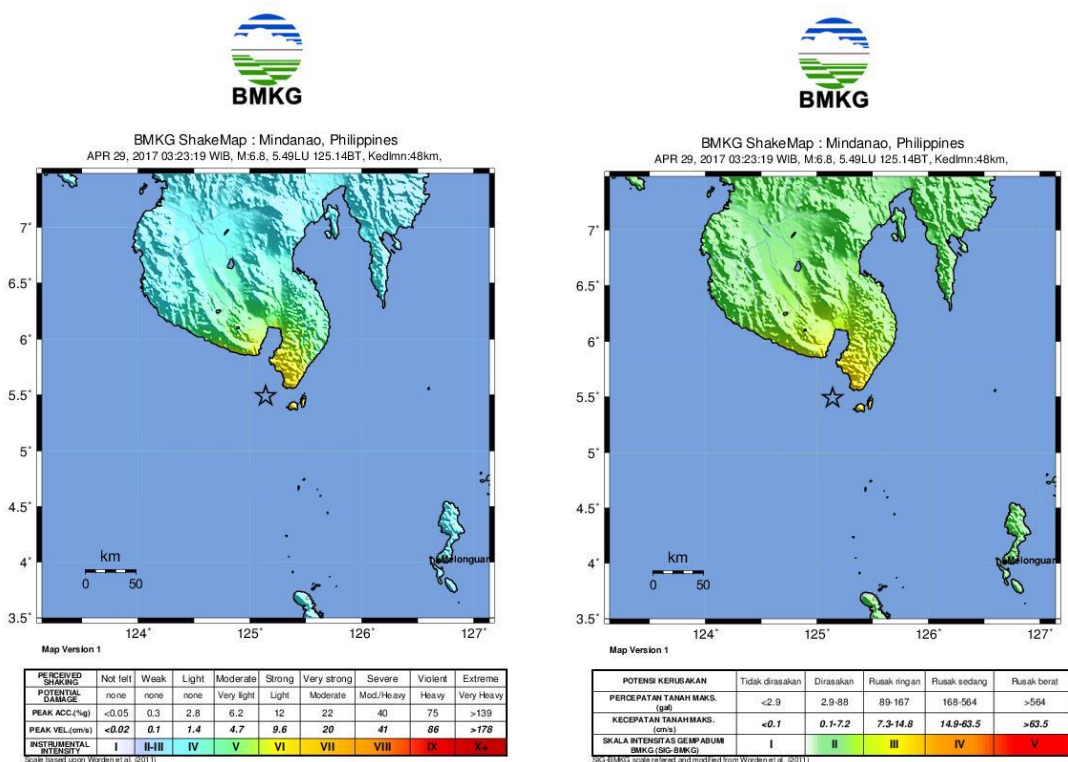 BMKG
BMKG ShakeMap : Mindanao, Philippines
APR 29, 2017 03:23:19 WIB, M:6.8, 5.49LU 125.14BT, Kedlmn:48km,
7˚
6.5˚
6˚
5.5˚
5˚
4.5˚
4˚
3.5˚
km
0 50
Melonguan
124˚ 125˚ 126˚ 127˚
Map Version 1
PERCEIVED SHAKING Not felt Weak Light Moderate Strong Very strong Severe Violent Extreme
POTENTIAL DAMAGE none none none Very light Light Moderate Mod./Heavy Heavy Very Heavy
PEAK ACC.(%g) <0.05 0.3 2.8 6.2 12 22 40 75 >139
PEAK VEL.(cm/s) <0.02 0.1 1.4 4.7 9.6 20 41 86 >178
INSTRUMENTAL INTENSITY I II-III IV V VI VII VIII IX X+
Scale based upon Worden et al. (2011)
BMKG
BMKG ShakeMap : Mindanao, Philippines
APR 29, 2017 03:23:19 WIB, M:6.8, 5.49LU 125.14BT, Kedlmn:48km,
7˚
6.5˚
6˚
5.5˚
5˚
4.5˚
4˚
3.5˚
km
0 50
Melonguan
124˚ 125˚ 126˚ 127˚
Map Version 1
POTENSI KERUSAKAN Tidak dirasakan Dirasakan Rusak ringan Rusak sedang Rusak berat
PERCEPATAN TANAH MAKS. (gal) <2.9 2.9-88 89-167 168-564 >564
KECEPATAN TANAH MAKS. (cm/s) <0.1 0.1-7.2 7.3-14.8 14.9-63.5 >63.5
SKALA INTENSITAS GEMPABUMI BMKG (SIG-BMKG) I II III IV V
SIG-BMKG scale refered and modified from Worden et al. (2011)